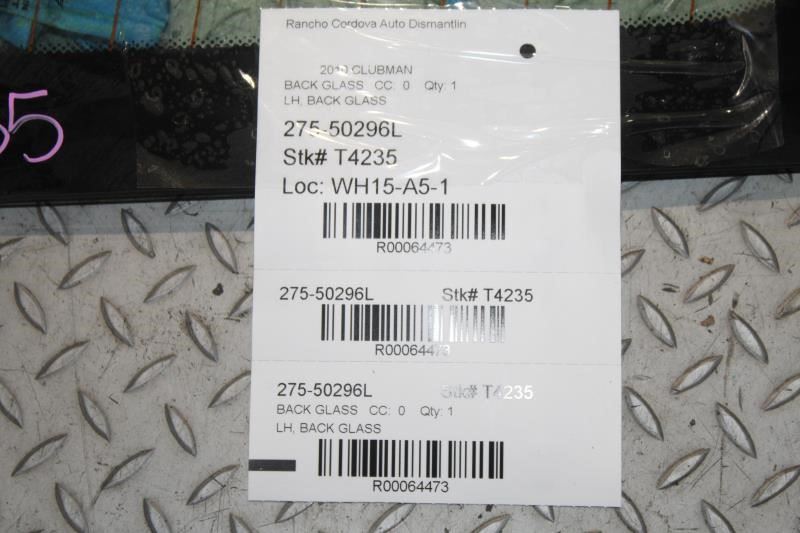 Rancho Cordova Auto Dismantlin
CLUBMAN
BACK GLASS CC: 0 Qty: 1
LH, BACK GLASS
275-50296L
Stk# T4235
Loc: WH15-A5-1
R00064473
275-50296L Stk# T4235
R00064473
275-50296L Stk# T4235
BACK GLASS CC: 0 Qty: 1
LH, BACK GLASS
R00064473